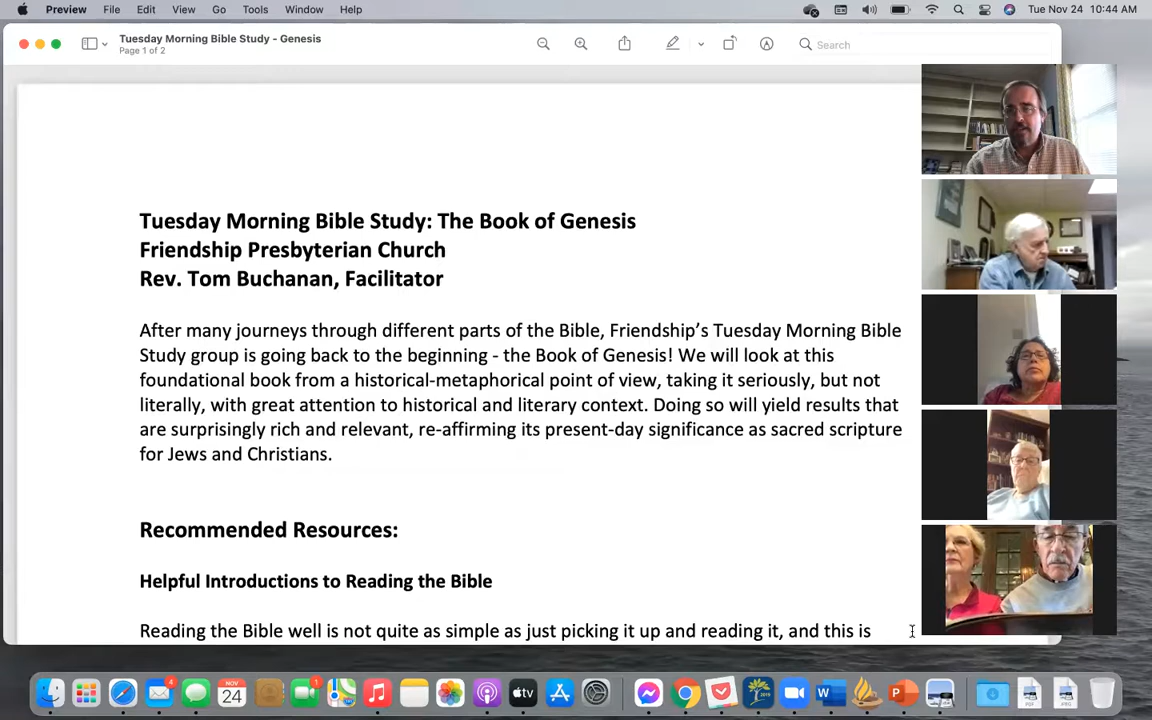 Preview File Edit View Go Tools Window Help Tue Nov 24 10:44 AM
Tuesday Morning Bible Study - Genesis
Page 1 of 2
Search
Tuesday Morning Bible Study: The Book of Genesis
Friendship Presbyterian Church
Rev. Tom Buchanan, Facilitator
After many journeys through different parts of the Bible, Friendship’s Tuesday Morning Bible
Study group is going back to the beginning - the Book of Genesis! We will look at this
foundational book from a historical-metaphorical point of view, taking it seriously, but not
literally, with great attention to historical and literary context. Doing so will yield results that
are surprisingly rich and relevant, re-affirming its present-day significance as sacred scripture
for Jews and Christians.
Recommended Resources:
Helpful Introductions to Reading the Bible
Reading the Bible well is not quite as simple as just picking it up and reading it, and this is
4
NOV
24
1
tv
W
P